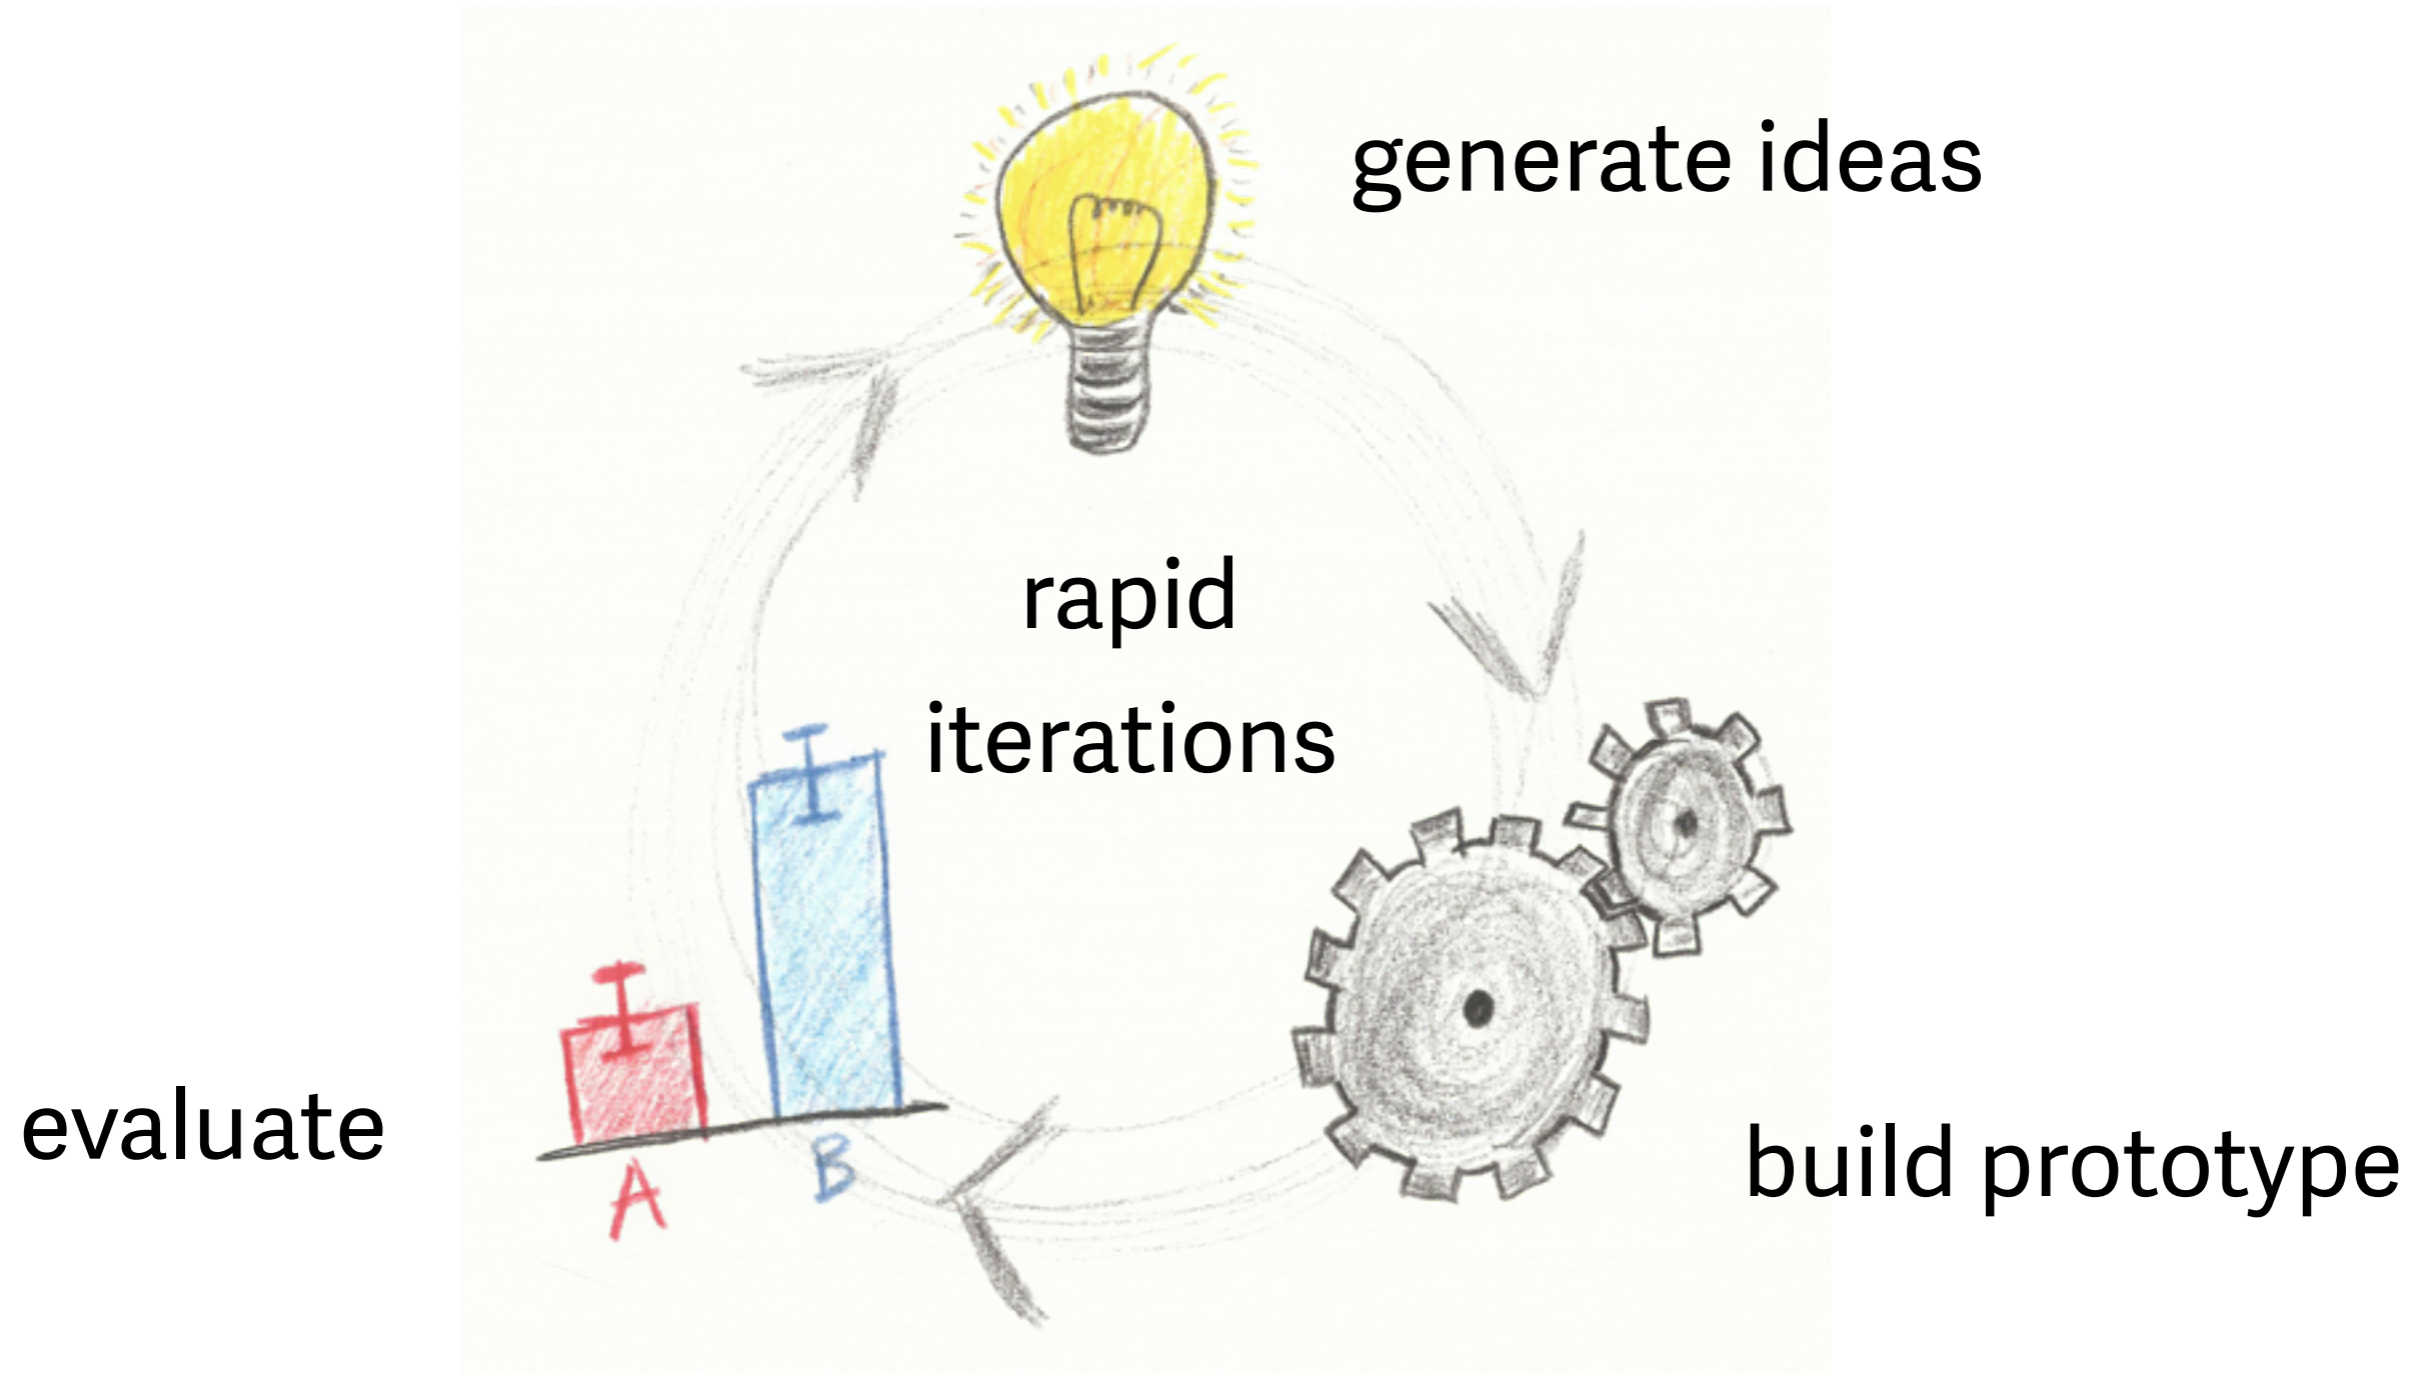 generate ideas
rapid
iterations
evaluate
build prototype
A
B